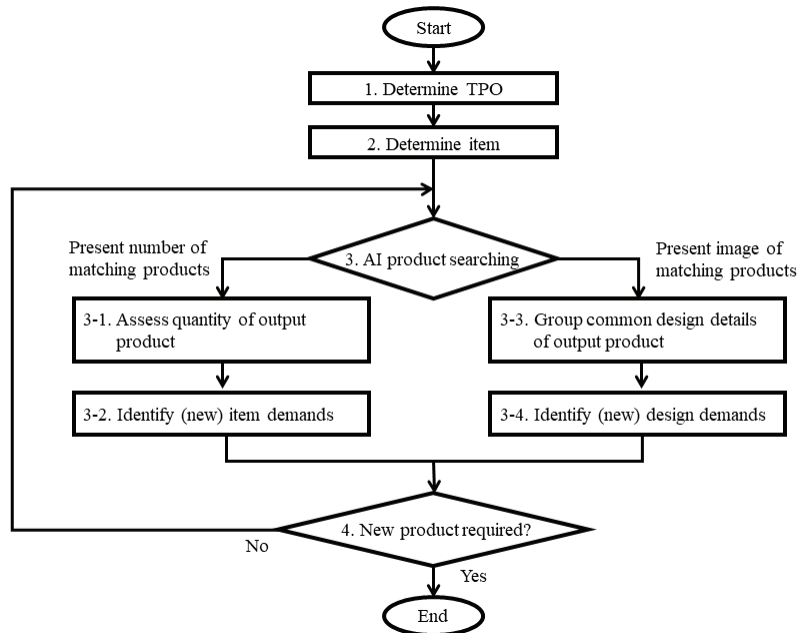 Start
1. Determine TPO
2. Determine item
3. AI product searching
Present number of
matching products
Present image of
matching products
3-1. Assess quantity of output
product
3-3. Group common design details
of output product
3-2. Identify (new) item demands
3-4. Identify (new) design demands
4. New product required?
No
Yes
End